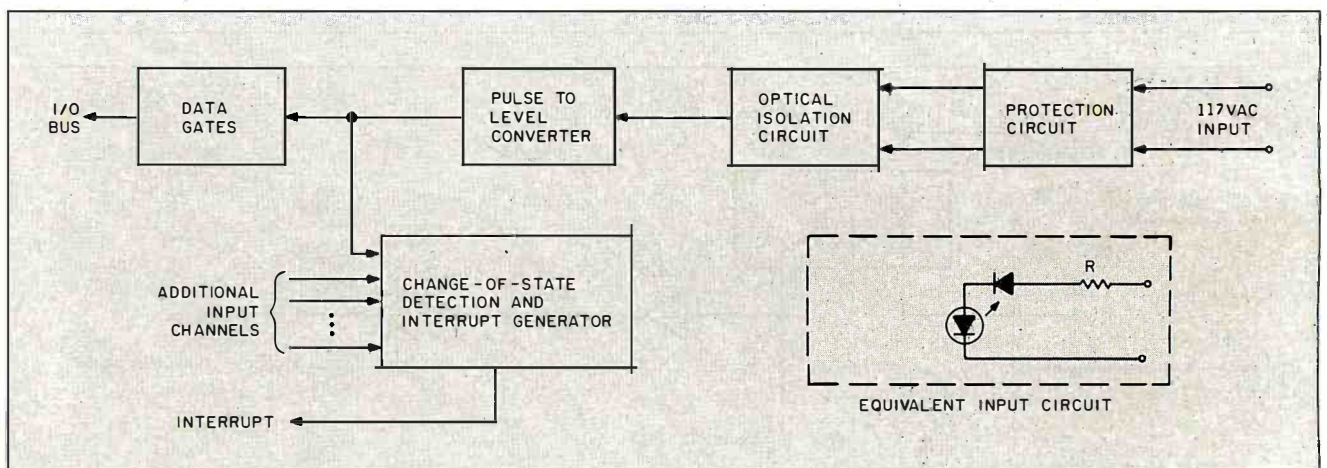 I/O
BUS
DATA
GATES
PULSE TO
LEVEL
CONVERTER
OPTICAL
ISOLATION
CIRCUIT
PROTECTION
CIRCUIT
117VAC
INPUT
ADDITIONAL
INPUT
CHANNELS
CHANGE-OF-STATE
DETECTION AND
INTERRUPT GENERATOR
INTERRUPT
R
EQUIVALENT INPUT CIRCUIT